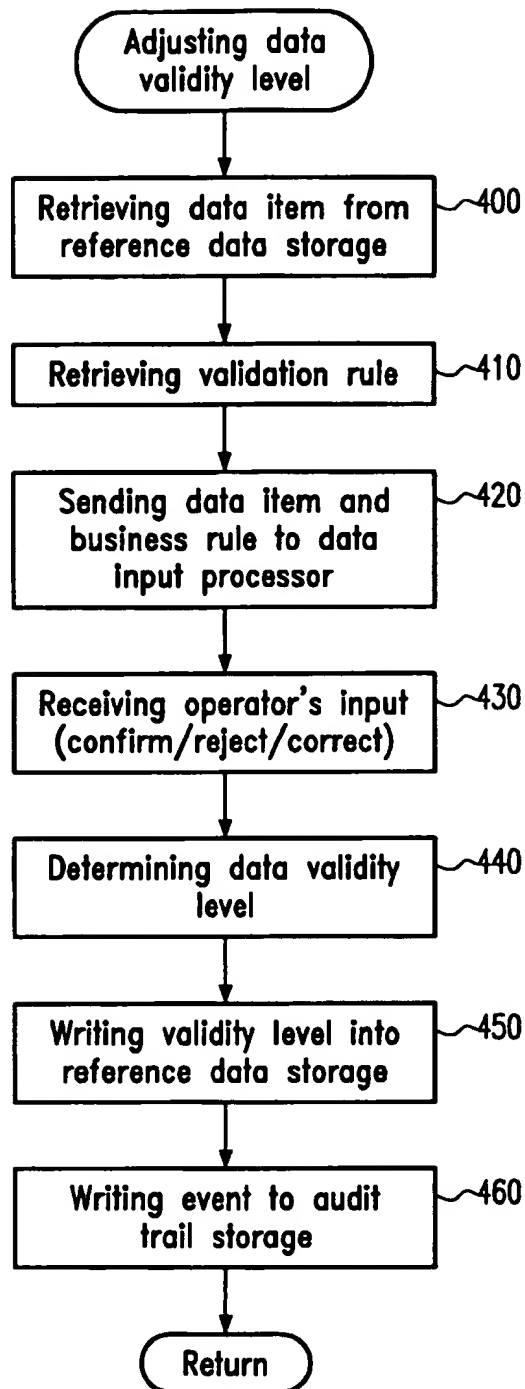 Adjusting data
validity level
Retrieving data item from
reference data storage
400
Retrieving validation rule
410
Sending data item and
business rule to data
input processor
420
Receiving operator's input
(confirm/reject/correct)
430
Determining data validity
level
440
Writing validity level into
reference data storage
450
Writing event to audit
trail storage
460
Return